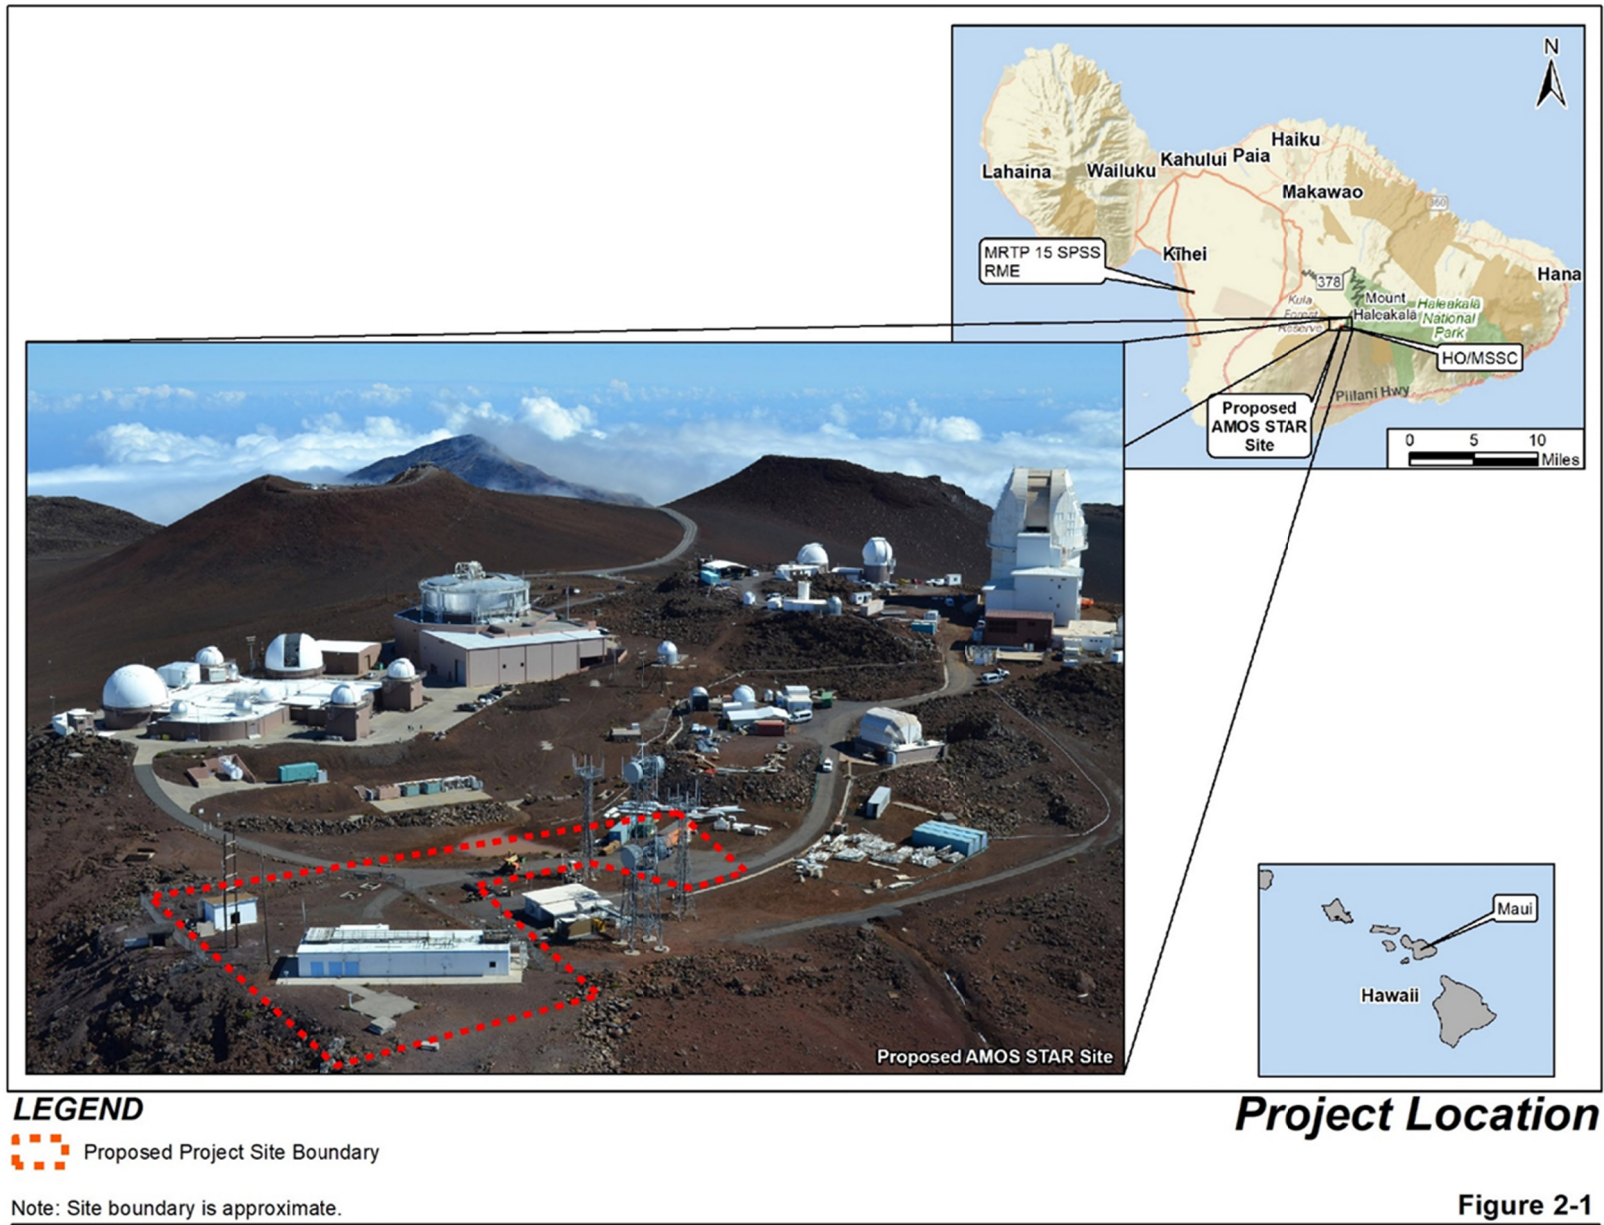 N
Haiku
Kahului
Paia
Lahaina
Wailuku
Makawao
360
MRTP 15 SPSS
RME
Kīhei
Hana
378
Mount
Haleakalā
Kula
Forest
Reserve
Haleakalā
National
Park
HO/MSSC
Piilani Hwy
Proposed
AMOS STAR
Site
0 5 10
Miles
Proposed AMOS STAR Site
Maui
Hawaii
LEGEND
Project Location
Proposed Project Site Boundary
Note: Site boundary is approximate.
Figure 2-1